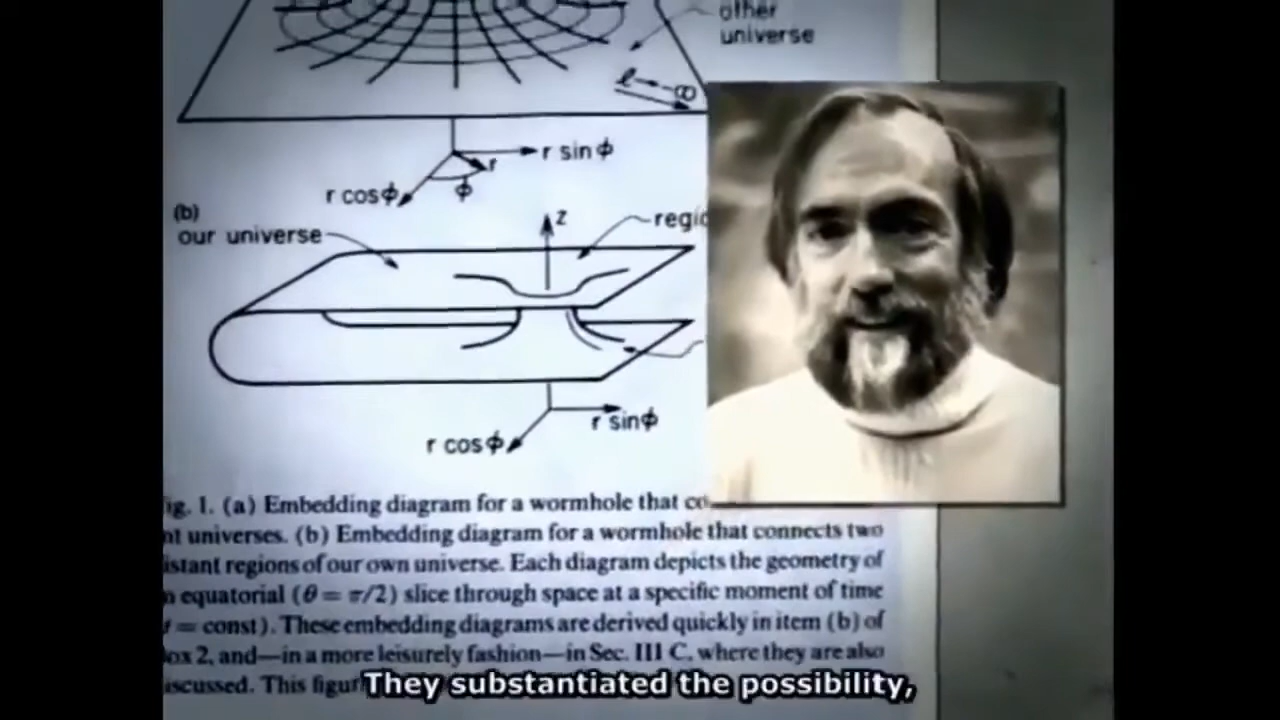 other
universe
ℓ→-∞
r sin ϕ
r
r cos ϕ
ϕ
(b)
z
our universe
r sin ϕ
r cos ϕ
ig. 1. (a) Embedding diagram for a wormhole that
nt universes. (b) Embedding diagram for a wormhole that connects two
istant regions of our own universe. Each diagram depicts the geometry of
n equatorial (θ = π/2) slice through space at a specific moment of time
t = const). These embedding diagrams are derived quickly in item (b) of
ox 2, and—in a more leisurely fashion—in Sec. III C, where they are also
iscussed. This
They substantiated the possibility,